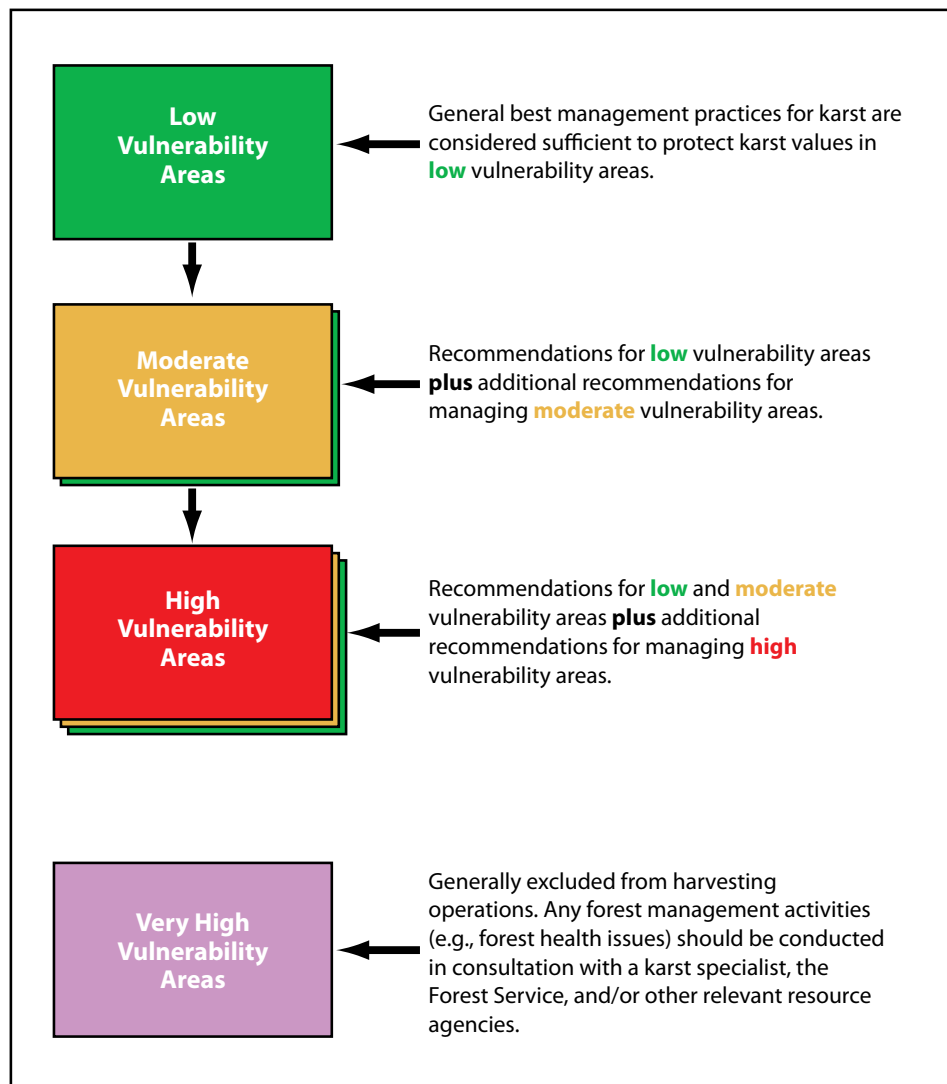 Low
Vulnerability
Areas
General best management practices for karst are
considered sufficient to protect karst values in
low vulnerability areas.
Moderate
Vulnerability
Areas
Recommendations for low vulnerability areas
plus additional recommendations for
managing moderate vulnerability areas.
High
Vulnerability
Areas
Recommendations for low and moderate
vulnerability areas plus additional
recommendations for managing high
vulnerability areas.
Very High
Vulnerability
Areas
Generally excluded from harvesting
operations. Any forest management activities
(e.g., forest health issues) should be conducted
in consultation with a karst specialist, the
Forest Service, and/or other relevant resource
agencies.